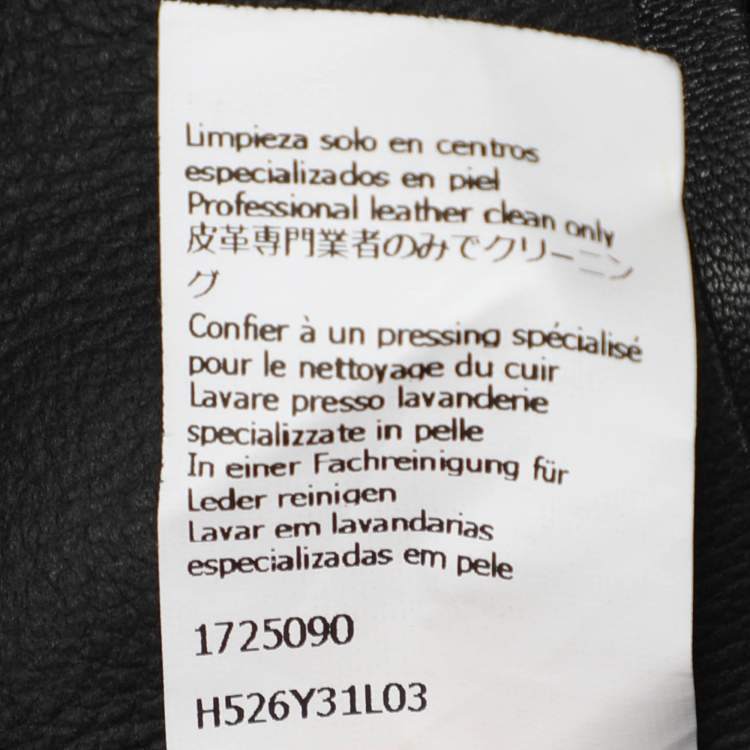 Limpieza solo en centros
especializados en piel
Professional leather clean only
皮革専門業者のみでクリーニン
グ
Confier à un pressing spécialisé
pour le nettoyage du cuir
Lavare presso lavanderie
specializzate in pelle
In einer Fachreinigung für
Leder reinigen
Lavar em lavandarias
especializadas em pele
1725090
H526Y31L03